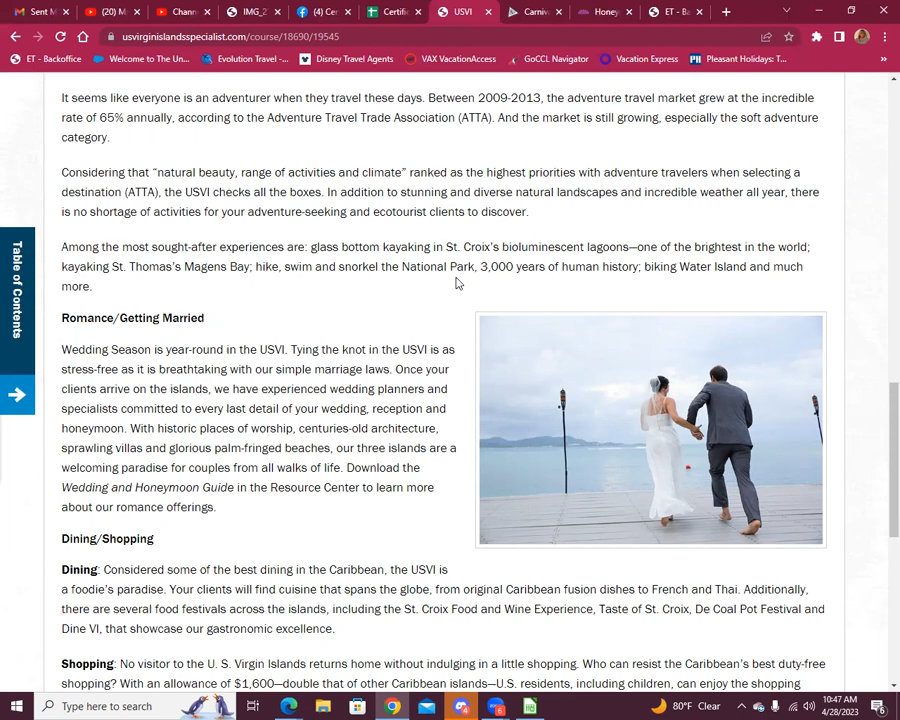 Sent M
(20) M
Chann
IMG_2
(4) Cer
Certific
USVI
Carniv
Honey
ET - Ba
usvirginislandsspecialist.com/course/18690/19545
ET - Backoffice
Welcome to The Un...
Evolution Travel -...
Disney Travel Agents
VAX VacationAccess
GoCCL Navigator
Vacation Express
Pleasant Holidays: T...
It seems like everyone is an adventurer when they travel these days. Between 2009-2013, the adventure travel market grew at the incredible
rate of 65% annually, according to the Adventure Travel Trade Association (ATTA). And the market is still growing, especially the soft adventure
category.
Considering that “natural beauty, range of activities and climate” ranked as the highest priorities with adventure travelers when selecting a
destination (ATTA), the USVI checks all the boxes. In addition to stunning and diverse natural landscapes and incredible weather all year, there
is no shortage of activities for your adventure-seeking and ecotourist clients to discover.
Among the most sought-after experiences are: glass bottom kayaking in St. Croix’s bioluminescent lagoons—one of the brightest in the world;
kayaking St. Thomas’s Magens Bay; hike, swim and snorkel the National Park, 3,000 years of human history; biking Water Island and much
more.
Table of Contents
Romance/Getting Married
Wedding Season is year-round in the USVI. Tying the knot in the USVI is as
stress-free as it is breathtaking with our simple marriage laws. Once your
clients arrive on the islands, we have experienced wedding planners and
specialists committed to every last detail of your wedding, reception and
honeymoon. With historic places of worship, centuries-old architecture,
sprawling villas and glorious palm-fringed beaches, our three islands are a
welcoming paradise for couples from all walks of life. Download the
Wedding and Honeymoon Guide in the Resource Center to learn more
about our romance offerings.
Dining/Shopping
Dining: Considered some of the best dining in the Caribbean, the USVI is
a foodie’s paradise. Your clients will find cuisine that spans the globe, from original Caribbean fusion dishes to French and Thai. Additionally,
there are several food festivals across the islands, including the St. Croix Food and Wine Experience, Taste of St. Croix, De Coal Pot Festival and
Dine VI, that showcase our gastronomic excellence.
Shopping: No visitor to the U. S. Virgin Islands returns home without indulging in a little shopping. Who can resist the Caribbean’s best duty-free
shopping? With an allowance of $1,600—double that of other Caribbean islands—U.S. residents, including children, can enjoy the shopping
Type here to search
80°F Clear
10:47 AM
4/28/2023